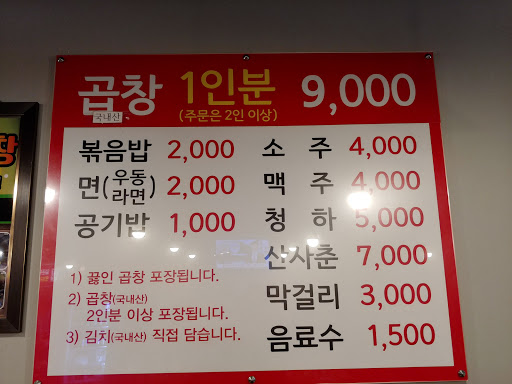 곱창 1인분 9,000
국내산 (주문은 2인 이상)
볶음밥 2,000
면(우동 라면) 2,000
공기밥 1,000
소주 4,000
맥주 4,000
청하 5,000
산사춘 7,000
막걸리 3,000
음료수 1,500
1) 끓인 곱창 포장됩니다.
2) 곱창(국내산)
2인분 이상 포장됩니다.
3) 김치(국내산) 직접 담습니다.
창